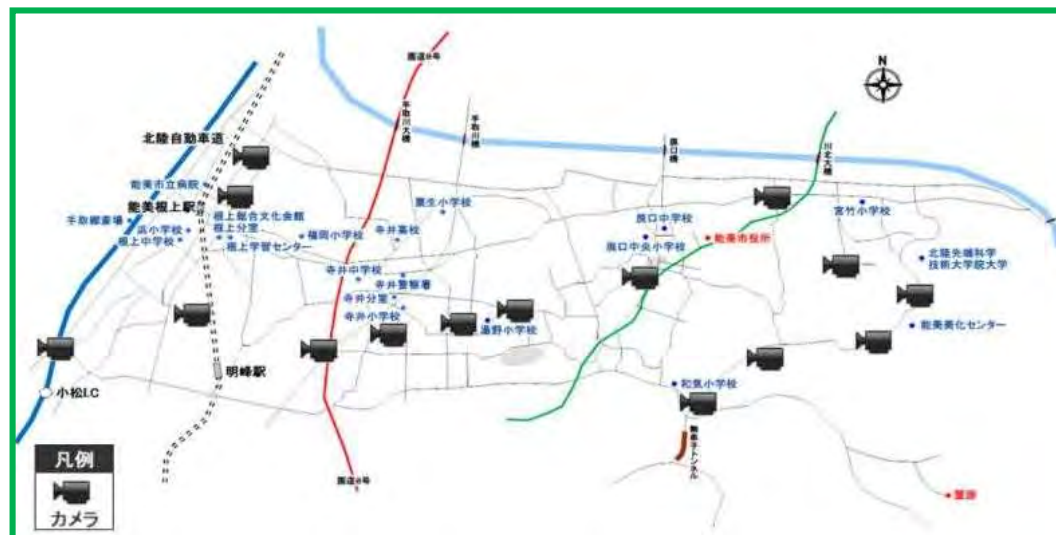 国道8号
N
北陸自動車道
手取川大橋
手取川橋
辰口橋
川北大橋
能美市立病院
能美根上駅
手取郷斎場
浜小学校
根上中学校
根上総合文化会館
根上分室
根上学習センター
福岡小学校
粟生小学校
寺井高校
寺井中学校
寺井警察署
寺井分室
寺井小学校
湯野小学校
辰口中学校
辰口中央小学校
能美市役所
宮竹小学校
北陸先端科学
技術大学院大学
能美美化センター
和気小学校
明峰駅
小松I.C
国道8号
凡例
カメラ